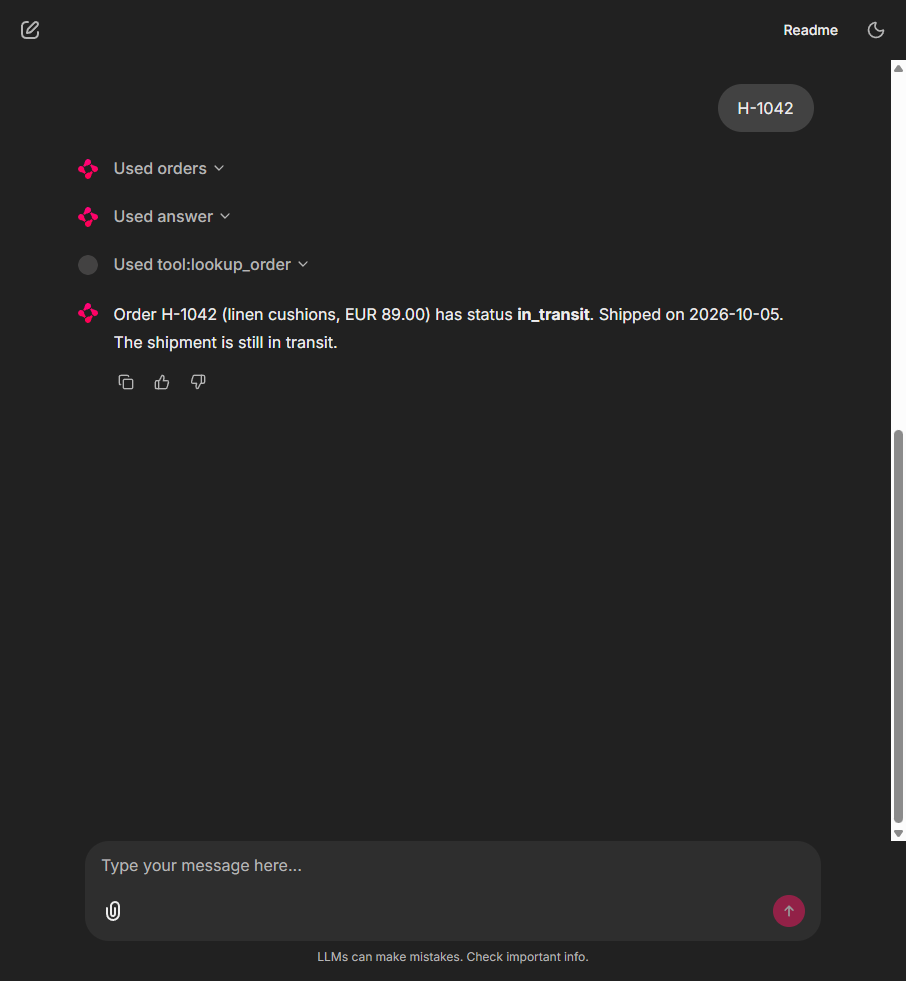 Readme
H-1042
Used orders
Used answer
Used tool:lookup_order
Order H-1042 (linen cushions, EUR 89.00) has status in_transit. Shipped on 2026-10-05.
The shipment is still in transit.
Type your message here...
LLMs can make mistakes. Check important info.